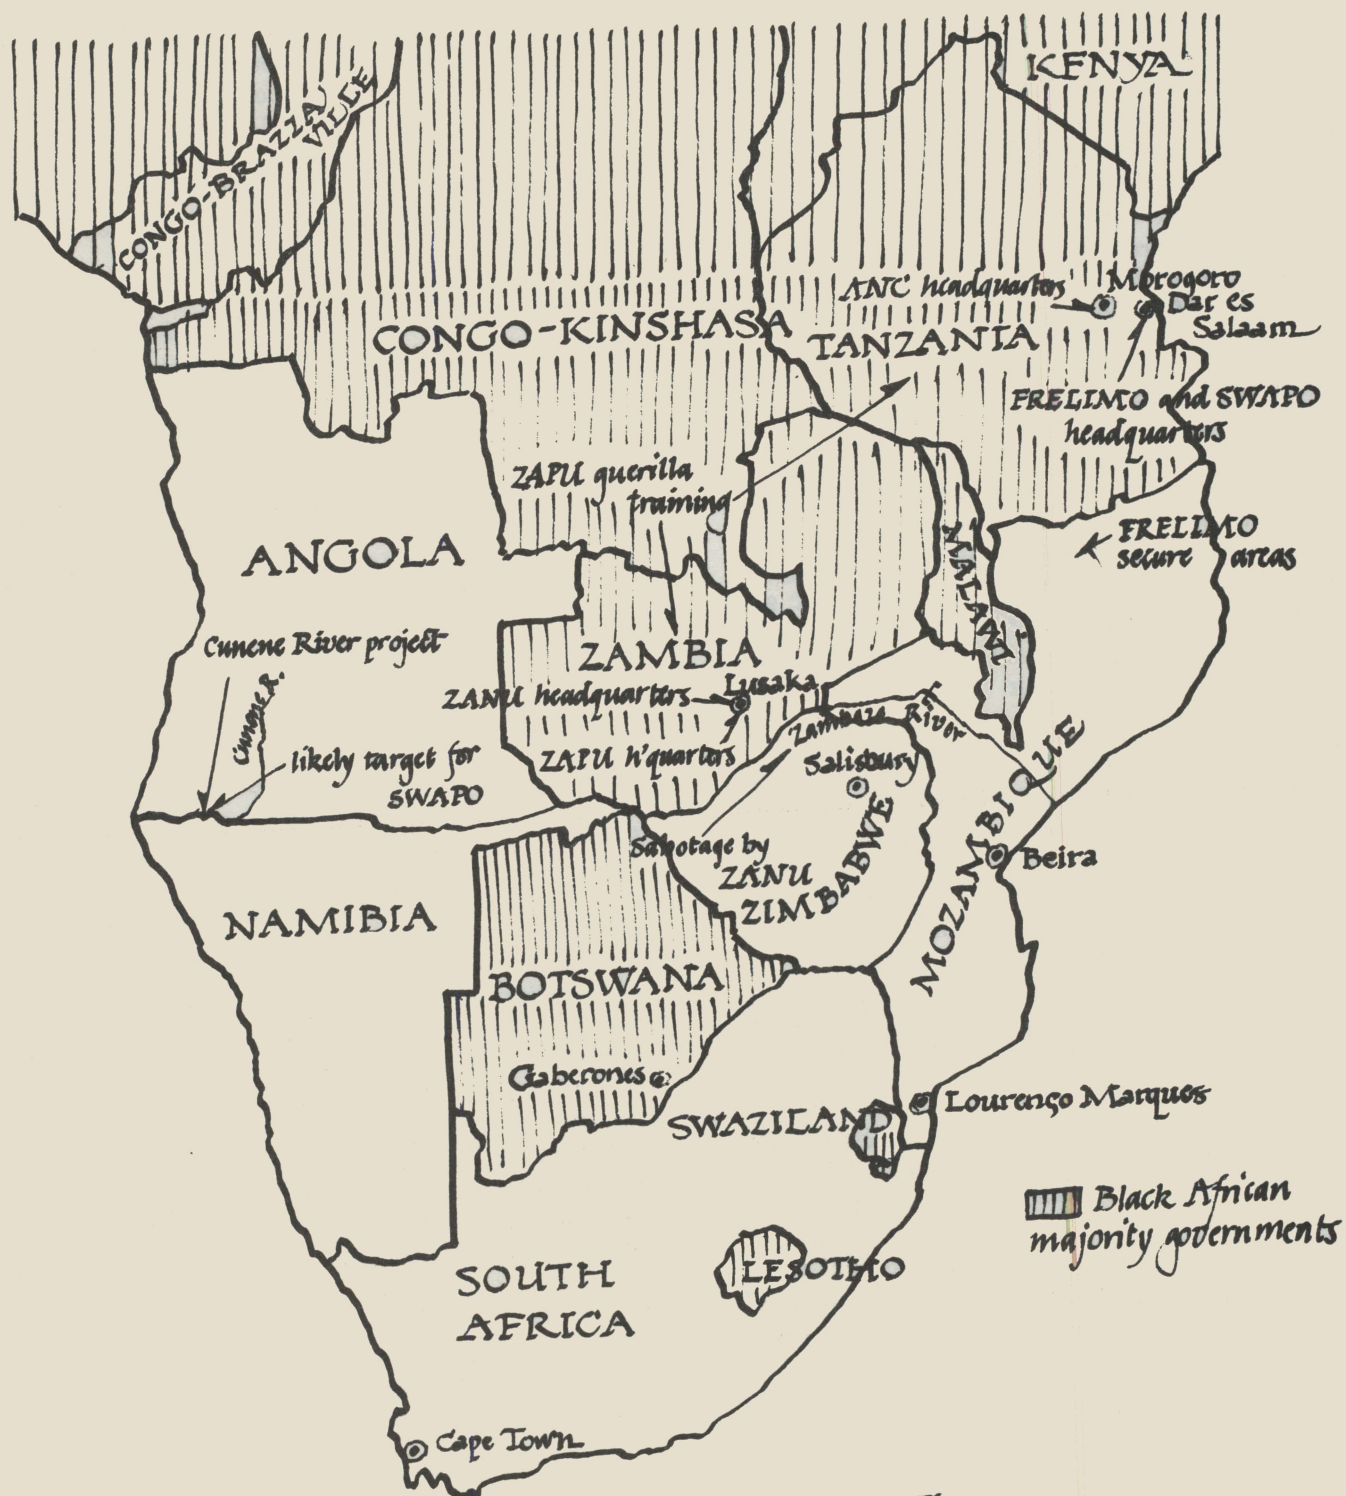 KENYA
CONGO-BRAZZA
VILLE
ANC headquarters
Morogoro
Dar es
Salaam
CONGO-KINSHASA
TANZANIA
FRELIMO and SWAPO
headquarters
ZAPU guerilla
training
FRELIMO
secure areas
ANGOLA
MALAWI
Cunene River project
ZAMBIA
ZANU headquarters
Lusaka
Cunene R.
Zambezi River
likely target for
SWAPO
ZAPU h'quarters
Salisbury
MOZAMBIQUE
Sabotage by
ZANU
ZIMBABWE
Beira
NAMIBIA
BOTSWANA
Gaberones
SWAZILAND
Lourenço Marques
Black African
majority governments
LESOTHO
SOUTH
AFRICA
Cape Town